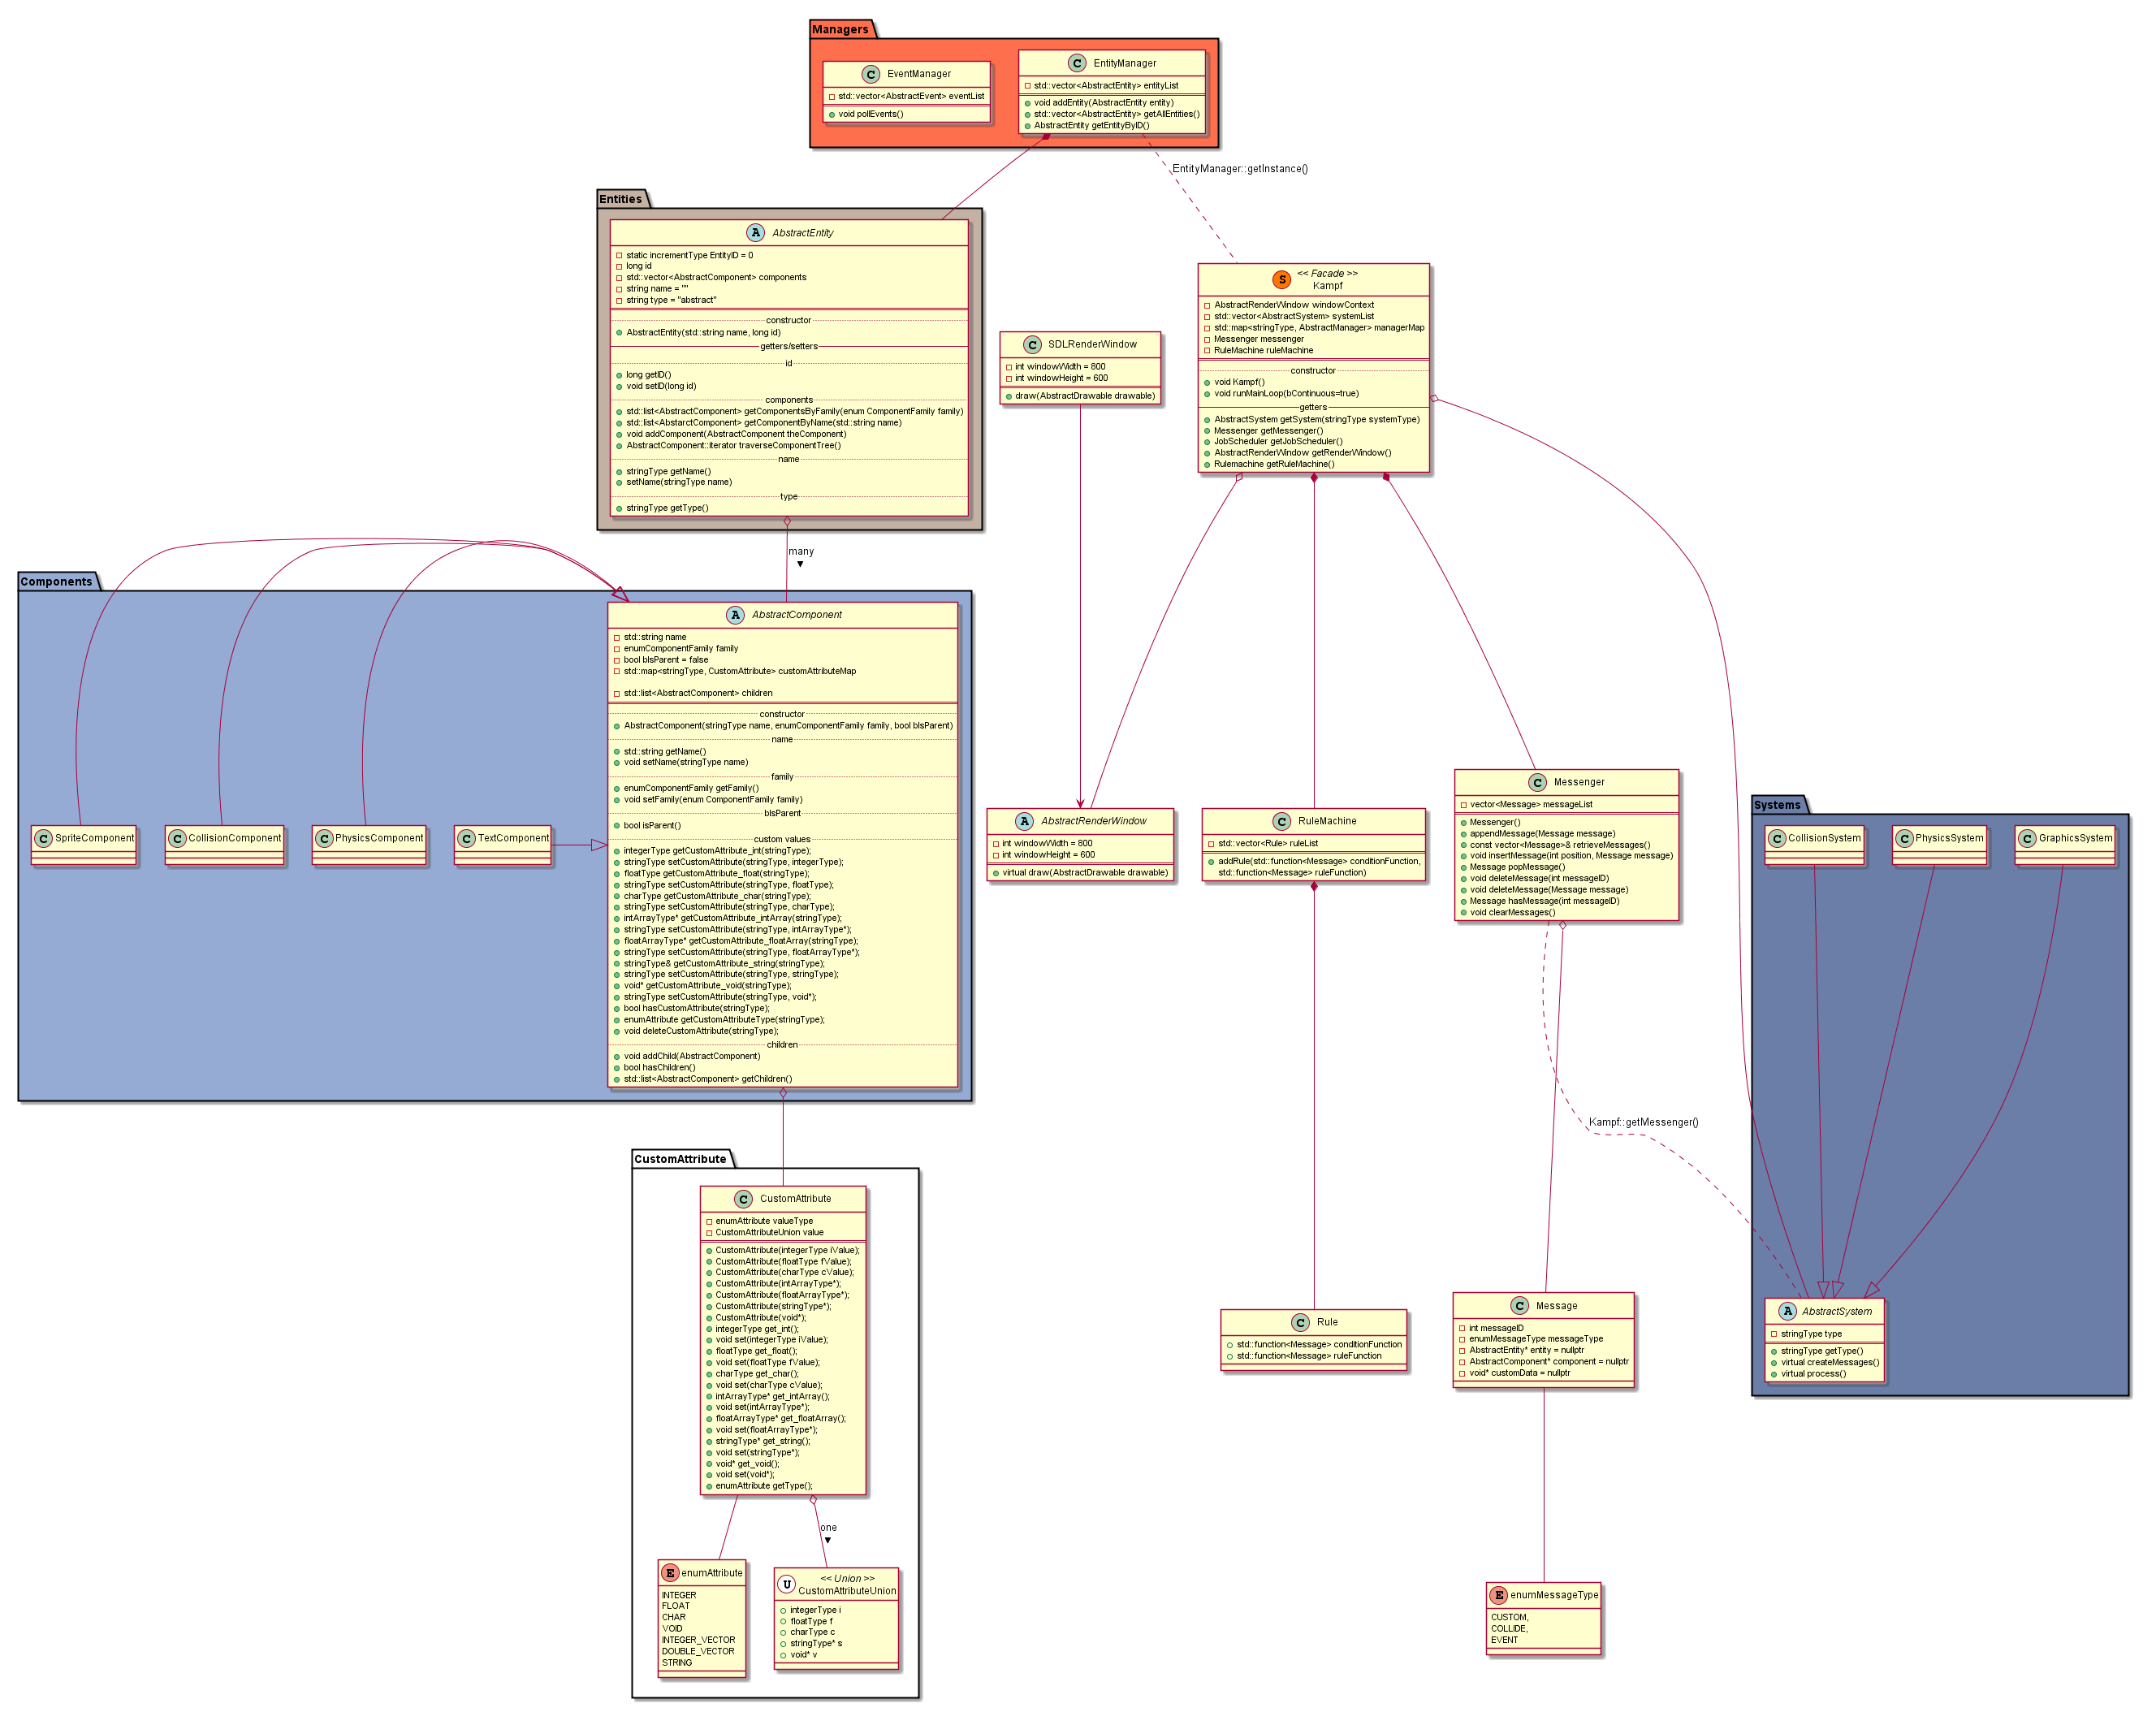 Managers
C EventManager
std::vector<AbstractEvent> eventList
void pollEvents()
C EntityManager
std::vector<AbstractEntity> entityList
void addEntity(AbstractEntity entity)
std::vector<AbstractEntity> getAllEntities()
AbstractEntity getEntityByID()
EntityManager::getInstance()
Entities
A AbstractEntity
static incrementType EntityID = 0
long id
std::vector<AbstractComponent> components
string name = ""
string type = "abstract"
constructor
AbstractEntity(std::string name, long id)
getters/setters
id
long getID()
void setID(long id)
components
std::list<AbstractComponent> getComponentsByFamily(enum ComponentFamily family)
std::list<AbstarctComponent> getComponentByName(std::string name)
void addComponent(AbstractComponent theComponent)
AbstractComponent::iterator traverseComponentTree()
name
stringType getName()
setName(stringType name)
type
stringType getType()
many
S << Facade >>
Kampf
AbstractRenderWindow windowContext
std::vector<AbstractSystem> systemList
std::map<stringType, AbstractManager> managerMap
Messenger messenger
RuleMachine ruleMachine
constructor
void Kampf()
void runMainLoop(bContinuous=true)
getters
AbstractSystem getSystem(stringType systemType)
Messenger getMessenger()
JobScheduler getJobScheduler()
AbstractRenderWindow getRenderWindow()
Rulemachine getRuleMachine()
C SDLRenderWindow
int windowWidth = 800
int windowHeight = 600
draw(AbstractDrawable drawable)
Components
C SpriteComponent
C CollisionComponent
C PhysicsComponent
C TextComponent
A AbstractComponent
std::string name
enumComponentFamily family
bool bIsParent = false
std::map<stringType, CustomAttribute> customAttributeMap
std::list<AbstractComponent> children
constructor
AbstractComponent(stringType name, enumComponentFamily family, bool bIsParent)
name
std::string getName()
void setName(stringType name)
family
enumComponentFamily getFamily()
void setFamily(enum ComponentFamily family)
bIsParent
bool isParent()
custom values
integerType getCustomAttribute_int(stringType);
stringType setCustomAttribute(stringType, integerType);
floatType getCustomAttribute_float(stringType);
stringType setCustomAttribute(stringType, floatType);
charType getCustomAttribute_char(stringType);
stringType setCustomAttribute(stringType, charType);
intArrayType* getCustomAttribute_intArray(stringType);
stringType setCustomAttribute(stringType, intArrayType*);
floatArrayType* getCustomAttribute_floatArray(stringType);
stringType setCustomAttribute(stringType, floatArrayType*);
stringType& getCustomAttribute_string(stringType);
stringType setCustomAttribute(stringType, stringType);
void* getCustomAttribute_void(stringType);
stringType setCustomAttribute(stringType, void*);
bool hasCustomAttribute(stringType);
enumAttribute getCustomAttributeType(stringType);
void deleteCustomAttribute(stringType);
children
void addChild(AbstractComponent)
bool hasChildren()
std::list<AbstractComponent> getChildren()
A AbstractRenderWindow
int windowWidth = 800
int windowHeight = 600
virtual draw(AbstractDrawable drawable)
C RuleMachine
std::vector<Rule> ruleList
addRule(std::function<Message> conditionFunction,
std::function<Message> ruleFunction)
C Messenger
vector<Message> messageList
Messenger()
appendMessage(Message message)
const vector<Message>& retrieveMessages()
void insertMessage(int position, Message message)
Message popMessage()
void deleteMessage(int messageID)
void deleteMessage(Message message)
Message hasMessage(int messageID)
void clearMessages()
Systems
C CollisionSystem
C PhysicsSystem
C GraphicsSystem
Kampf::getMessenger()
A AbstractSystem
stringType type
stringType getType()
virtual createMessages()
virtual process()
CustomAttribute
C CustomAttribute
enumAttribute valueType
CustomAttributeUnion value
CustomAttribute(integerType iValue);
CustomAttribute(floatType fValue);
CustomAttribute(charType cValue);
CustomAttribute(intArrayType*);
CustomAttribute(floatArrayType*);
CustomAttribute(stringType*);
CustomAttribute(void*);
integerType get_int();
void set(integerType iValue);
floatType get_float();
void set(floatType fValue);
charType get_char();
void set(charType cValue);
intArrayType* get_intArray();
void set(intArrayType*);
floatArrayType* get_floatArray();
void set(floatArrayType*);
stringType* get_string();
void set(stringType*);
void* get_void();
void set(void*);
enumAttribute getType();
one
E enumAttribute
INTEGER
FLOAT
CHAR
VOID
INTEGER_VECTOR
DOUBLE_VECTOR
STRING
U << Union >>
CustomAttributeUnion
integerType i
floatType f
charType c
stringType* s
void* v
C Rule
std::function<Message> conditionFunction
std::function<Message> ruleFunction
C Message
int messageID
enumMessageType messageType
AbstractEntity* entity = nullptr
AbstractComponent* component = nullptr
void* customData = nullptr
E enumMessageType
CUSTOM,
COLLIDE,
EVENT